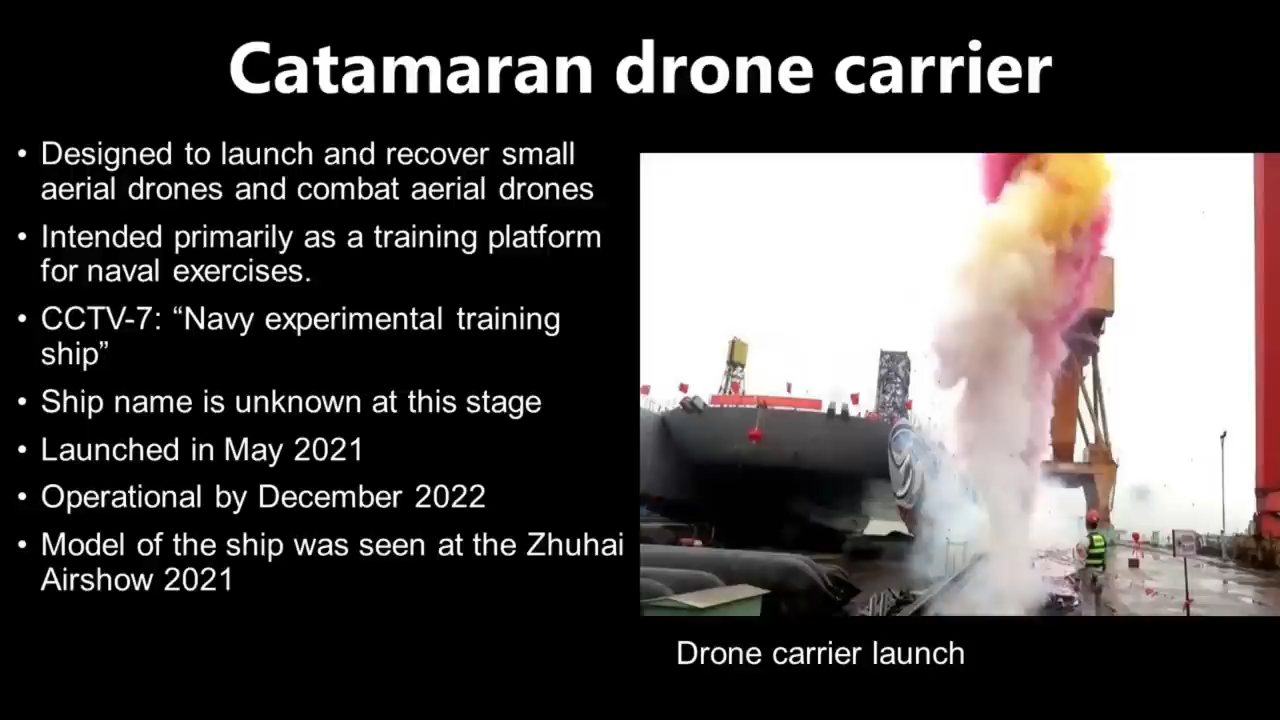 Catamaran drone carrier
• Designed to launch and recover small
aerial drones and combat aerial drones
• Intended primarily as a training platform
for naval exercises.
• CCTV-7: “Navy experimental training
ship”
• Ship name is unknown at this stage
• Launched in May 2021
• Operational by December 2022
• Model of the ship was seen at the Zhuhai
Airshow 2021
Drone carrier launch